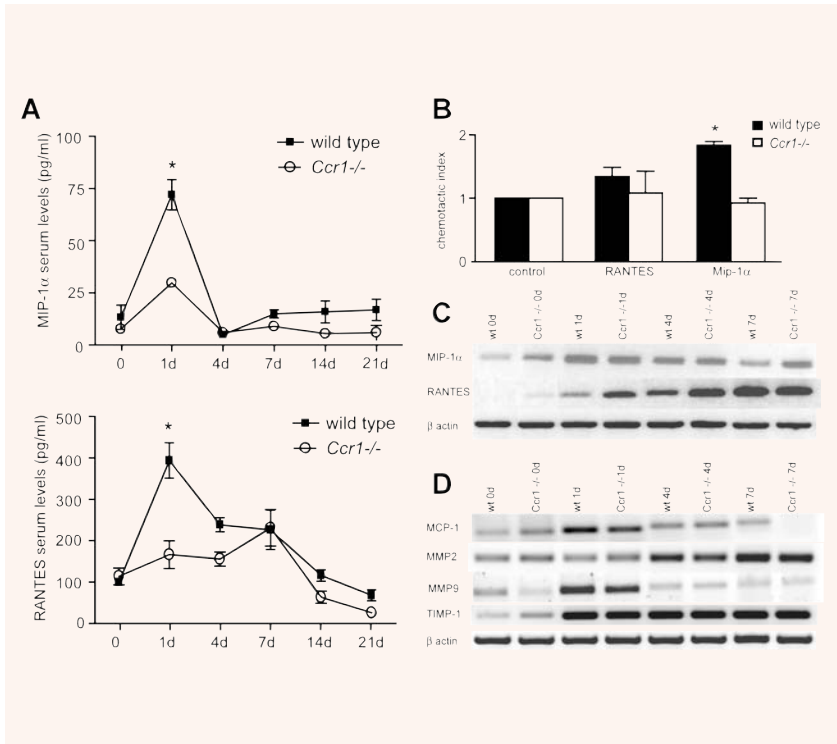 A
MIP-1α serum levels (pg/ml)
100
75
50
25
0
*
wild type
Ccr1-/-
0 1d 4d 7d 14d 21d
RANTES serum levels (pg/ml)
500
400
300
200
100
0
*
wild type
Ccr1-/-
0 1d 4d 7d 14d 21d
B
chemotactic index
2
1
0
*
wild type
Ccr1-/-
control RANTES Mip-1α
C
wt 0d Ccr1 -/- 0d wt 1d Ccr1 -/-1d wt 4d Ccr1 -/- 4d wt 7d Ccr1 -/- 7d
MIP-1α
RANTES
β actin
D
wt 0d Ccr1 -/- 0d wt 1d Ccr1 -/-1d wt 4d Ccr1 -/- 4d wt 7d Ccr1 -/- 7d
MCP-1
MMP2
MMP9
TIMP-1
β actin